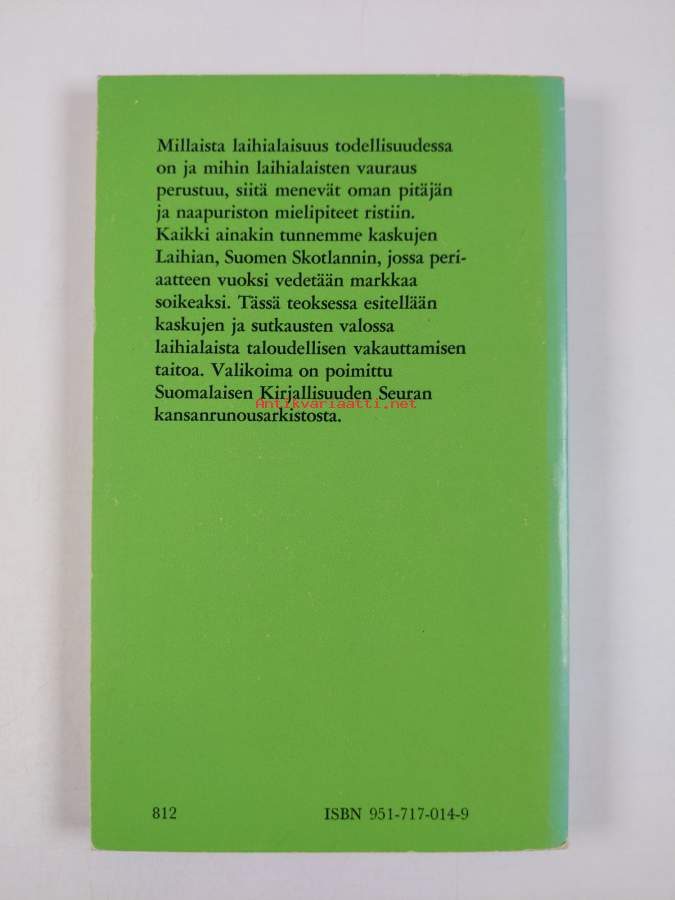 Millaista laihialaisuus todellisuudessa
on ja mihin laihialaisten vauraus
perustuu, siitä menevät oman pitäjän
ja naapuriston mielipiteet ristiin.
Kaikki ainakin tunnemme kaskujen
Laihian, Suomen Skotlannin, jossa peri-
aatteen vuoksi vedetään markkaa
soikeaksi. Tässä teoksessa esitellään
kaskujen ja sutkausten valossa
laihialaista taloudellisen vakauttamisen
taitoa. Valikoima on poimittu
Suomalaisen Kirjallisuuden Seuran
Antikvariaatti.net
kansanrunousarkistosta.
812
ISBN 951-717-014-9